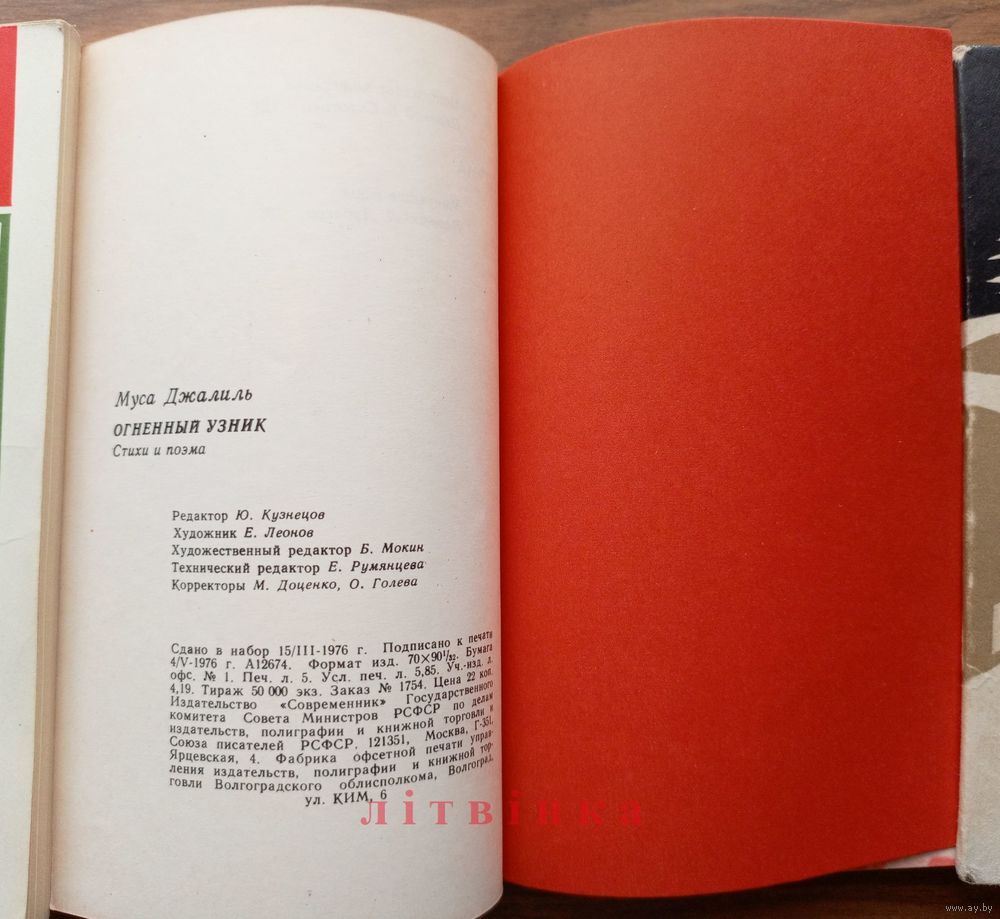 Муса Джалиль
ОГНЕННЫЙ УЗНИК
Стихи и поэма
Редактор Ю. Кузнецов
Художник Е. Леонов
Художественный редактор Б. Мокин
Технический редактор Е. Румянцева
Корректоры М. Доценко, О. Голева
Сдано в набор 15/III-1976 г. Подписано к печати
4/V-1976 г. А12674. Формат изд. 70×90 1/32. Бумага
офс. № 1. Печ. л. 5. Усл. печ. л. 5,85. Уч.-изд. л.
4,19. Тираж 50 000 экз. Заказ № 1754. Цена 22 коп.
Издательство «Современник» Государственного
комитета Совета Министров РСФСР по делам
издательств, полиграфии и книжной торговли и
Союза писателей РСФСР. 121351, Москва, Г-351,
Ярцевская, 4. Фабрика офсетной печати управ-
ления издательств, полиграфии и книжной тор-
говли Волгоградского облисполкома, Волгоград,
ул. КИМ, 6
літвінка
www.ay.by